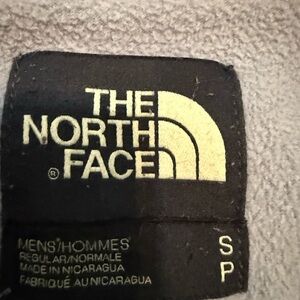 THE
NORTH
FACE
®
MENS'/HOMMES
REGULAR/NORMALE
MADE IN NICARAGUA
FABRIQUÉ AU NICARAGUA
S
P